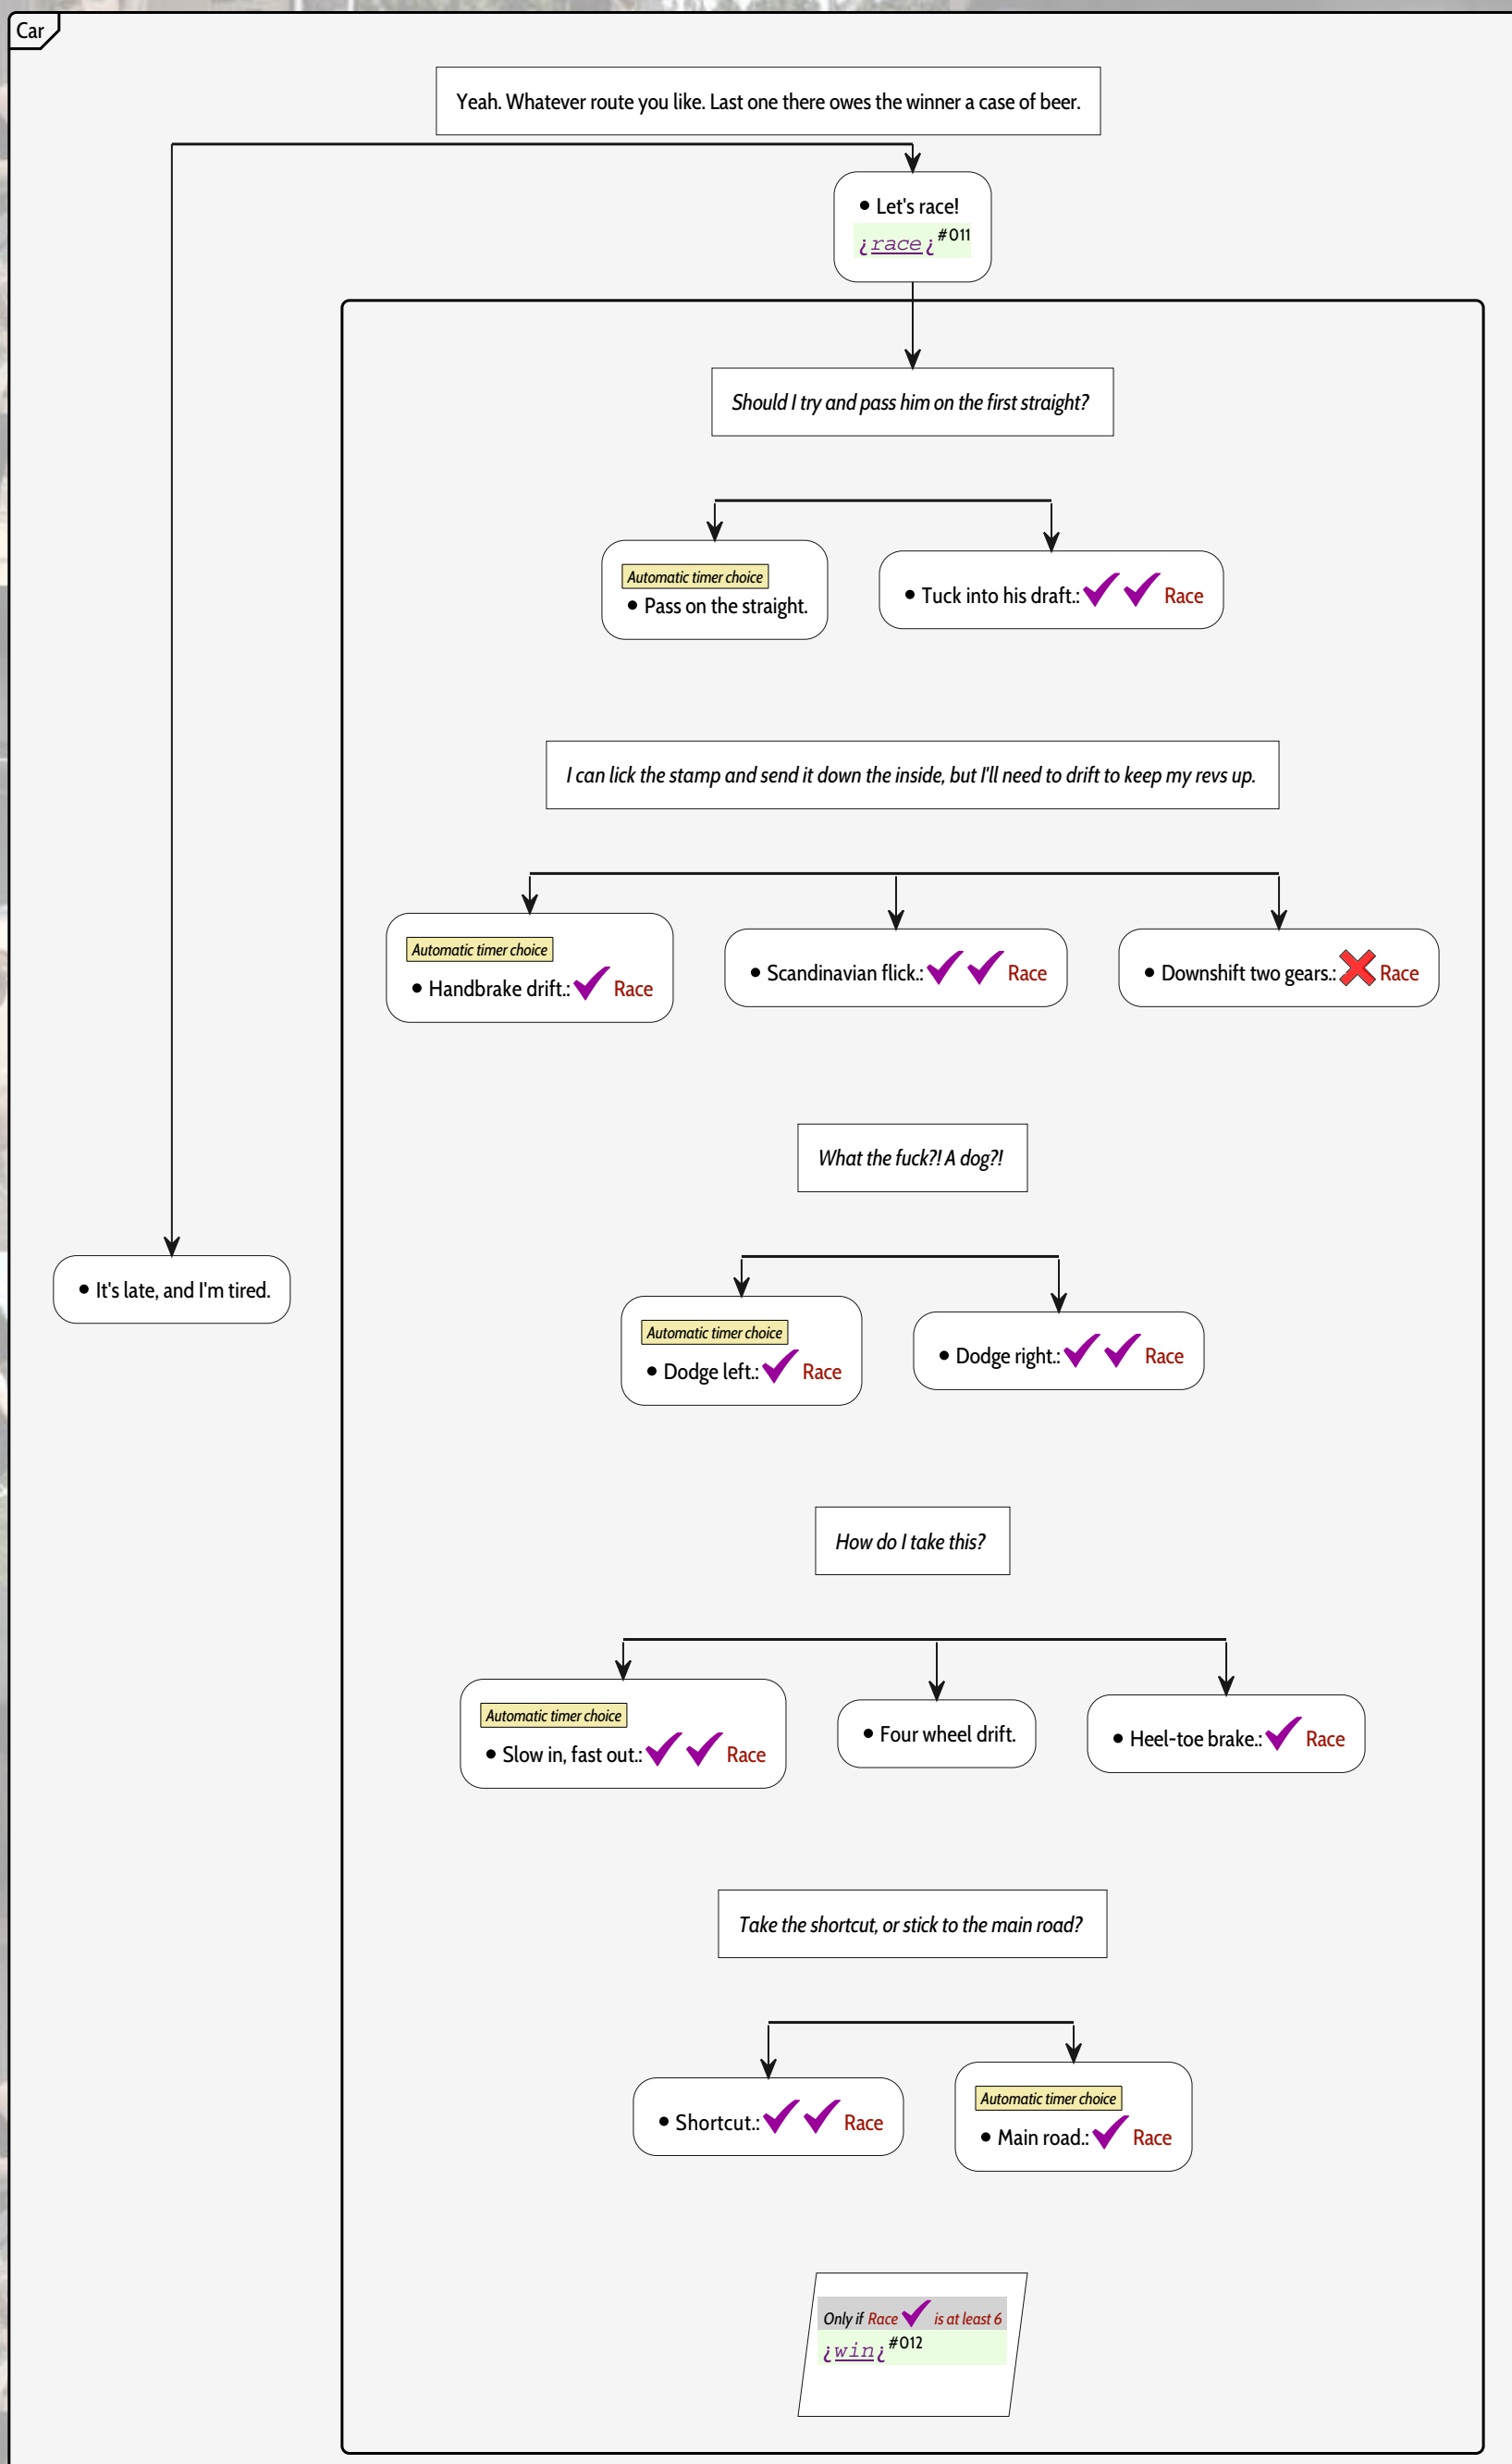 Car
Yeah. Whatever route you like. Last one there owes the winner a case of beer.
• Let's race!
¿race¿#011
Should I try and pass him on the first straight?
Automatic timer choice
• Pass on the straight.
• Tuck into his draft.: ✔✔ Race
I can lick the stamp and send it down the inside, but I'll need to drift to keep my revs up.
Automatic timer choice
• Handbrake drift.: ✔ Race
• Scandinavian flick.: ✔✔ Race
• Downshift two gears.: ❌ Race
What the fuck?! A dog?!
• It's late, and I'm tired.
Automatic timer choice
• Dodge left.: ✔ Race
• Dodge right.: ✔✔ Race
How do I take this?
Automatic timer choice
• Slow in, fast out.: ✔✔ Race
• Four wheel drift.
• Heel-toe brake.: ✔ Race
Take the shortcut, or stick to the main road?
• Shortcut.: ✔✔ Race
Automatic timer choice
• Main road.: ✔ Race
Only if Race ✔ is at least 6
¿win¿#012